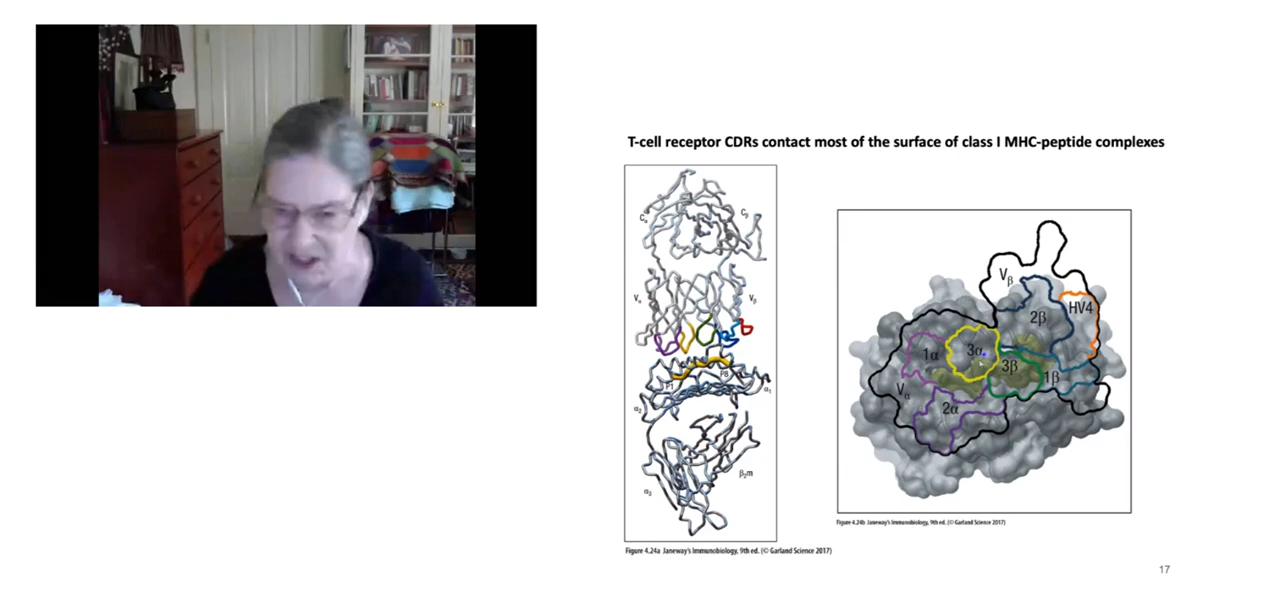 T-cell receptor CDRs contact most of the surface of class I MHC-peptide complexes
Cα
Cβ
Vα
Vβ
P1
P8
α1
α2
β2m
α3
Vβ
2β
HV4
1α
3α
3β
1β
Vα
2α
Figure 4.24a Janeway's Immunobiology, 9th ed. (© Garland Science 2017)
Figure 4.24b Janeway's Immunobiology, 9th ed. (© Garland Science 2017)
17